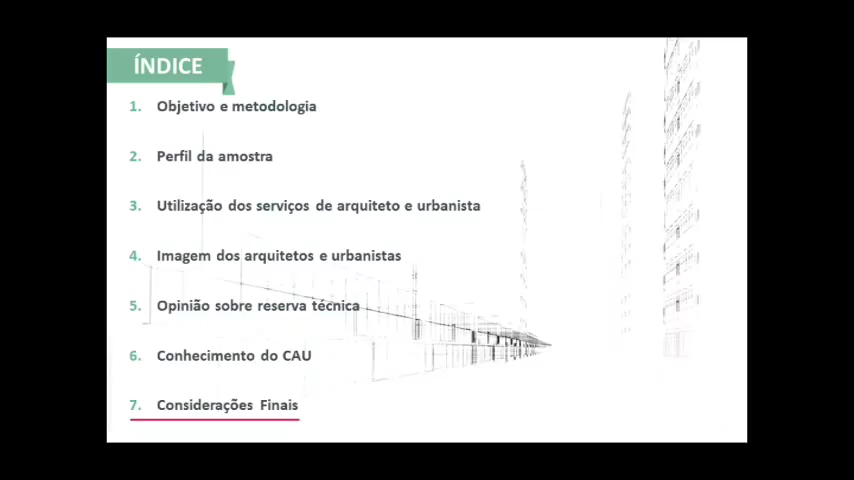 ÍNDICE
1. Objetivo e metodologia
2. Perfil da amostra
3. Utilização dos serviços de arquiteto e urbanista
4. Imagem dos arquitetos e urbanistas
5. Opinião sobre reserva técnica
6. Conhecimento do CAU
7. Considerações Finais